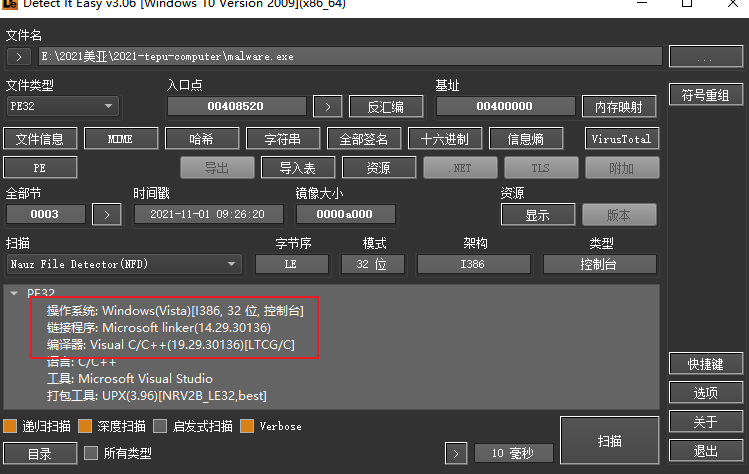 Detect It Easy v3.06 [Windows 10 Version 2009](x86_64)
文件名
> E:\2021美亚\2021-tepu-computer\malware.exe ...
文件类型 入口点 基址
PE32 00408520 > 反汇编 00400000 内存映射 符号重组
文件信息 MIME 哈希 字符串 全部签名 十六进制 信息熵 VirusTotal
PE 导出 导入表 资源 .NET TLS 附加
全部节 时间戳 镜像大小 资源
0003 > 2021-11-01 09:26:20 0000a000 显示 版本
扫描 字节序 模式 架构 类型
Nauz File Detector(NFD) LE 32 位 I386 控制台
PE32
操作系统: Windows(Vista)[I386, 32 位, 控制台]
链接程序: Microsoft linker(14.29.30136)
编译器: Visual C/C++(19.29.30136)[LTCG/C]
语言: C/C++
工具: Microsoft Visual Studio
打包工具: UPX(3.96)[NRV2B_LE32,best]
快捷键
选项
递归扫描 深度扫描 启发式扫描 Verbose 扫描 关于
目录 所有类型 > 10 毫秒 退出